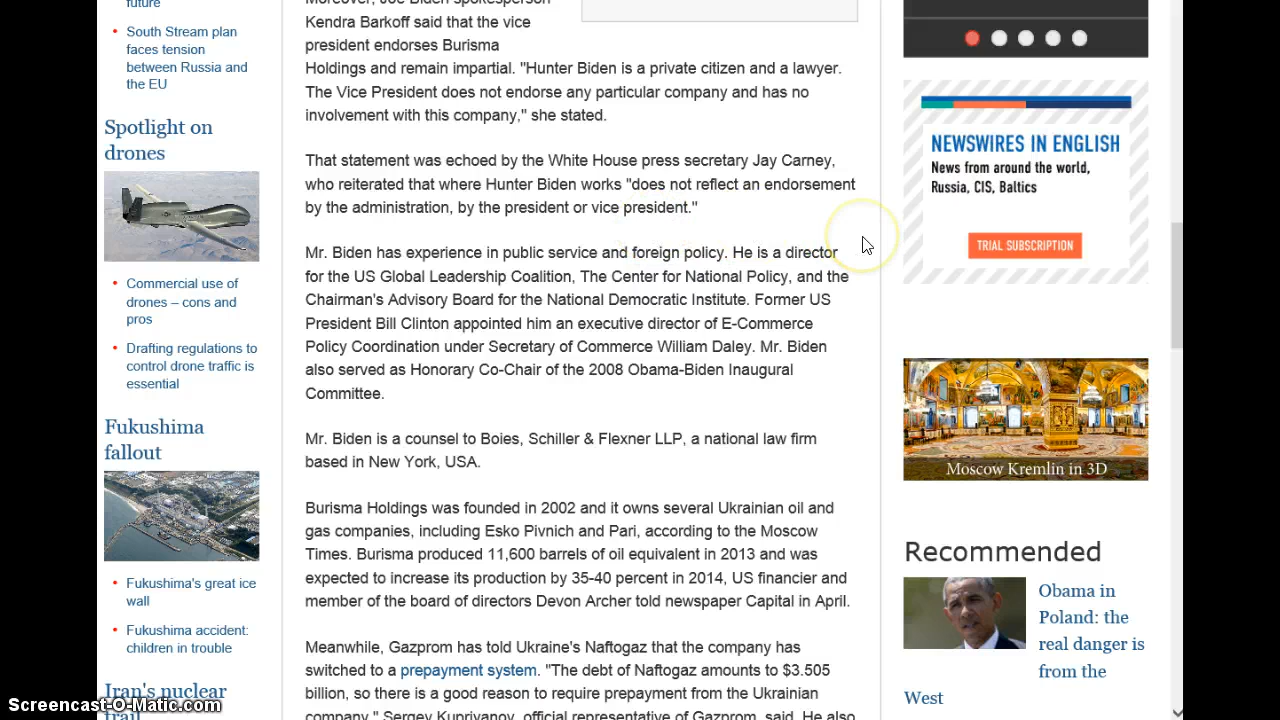 future
South Stream plan
faces tension
between Russia and
the EU
Spotlight on
drones
Commercial use of
drones – cons and
pros
Drafting regulations to
control drone traffic is
essential
Fukushima
fallout
Fukushima's great ice
wall
Fukushima accident:
children in trouble
Iran's nuclear
trail
Moreover, Joe Biden spokesperson
Kendra Barkoff said that the vice
president endorses Burisma
Holdings and remain impartial. "Hunter Biden is a private citizen and a lawyer.
The Vice President does not endorse any particular company and has no
involvement with this company," she stated.
That statement was echoed by the White House press secretary Jay Carney,
who reiterated that where Hunter Biden works "does not reflect an endorsement
by the administration, by the president or vice president."
Mr. Biden has experience in public service and foreign policy. He is a director
for the US Global Leadership Coalition, The Center for National Policy, and the
Chairman's Advisory Board for the National Democratic Institute. Former US
President Bill Clinton appointed him an executive director of E-Commerce
Policy Coordination under Secretary of Commerce William Daley. Mr. Biden
also served as Honorary Co-Chair of the 2008 Obama-Biden Inaugural
Committee.
Mr. Biden is a counsel to Boies, Schiller & Flexner LLP, a national law firm
based in New York, USA.
Burisma Holdings was founded in 2002 and it owns several Ukrainian oil and
gas companies, including Esko Pivnich and Pari, according to the Moscow
Times. Burisma produced 11,600 barrels of oil equivalent in 2013 and was
expected to increase its production by 35-40 percent in 2014, US financier and
member of the board of directors Devon Archer told newspaper Capital in April.
Meanwhile, Gazprom has told Ukraine's Naftogaz that the company has
switched to a prepayment system. "The debt of Naftogaz amounts to $3.505
billion, so there is a good reason to require prepayment from the Ukrainian
company," Sergey Kupriyanov, official representative of Gazprom, said. He also
NEWSWIRES IN ENGLISH
News from around the world,
Russia, CIS, Baltics
TRIAL SUBSCRIPTION
Moscow Kremlin in 3D
Recommended
Obama in
Poland: the
real danger is
from the
West
Screencast-O-Matic.com